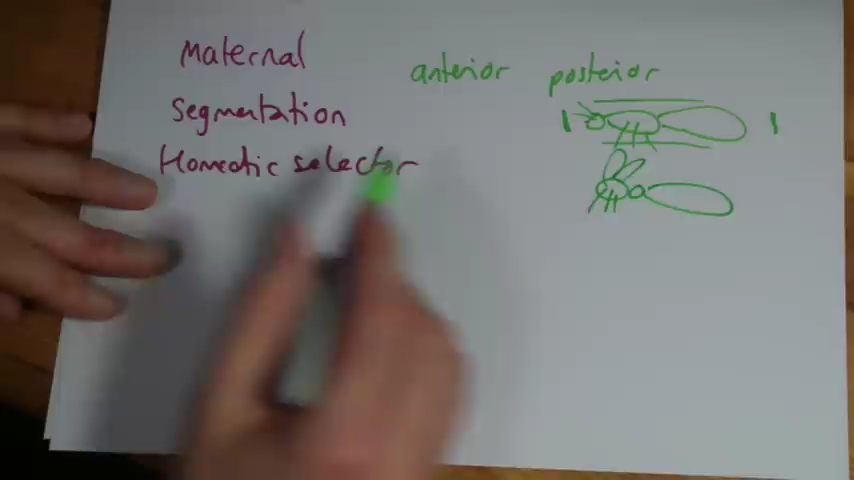 Maternal
anterior posterior
Segmentation
Homeotic selector